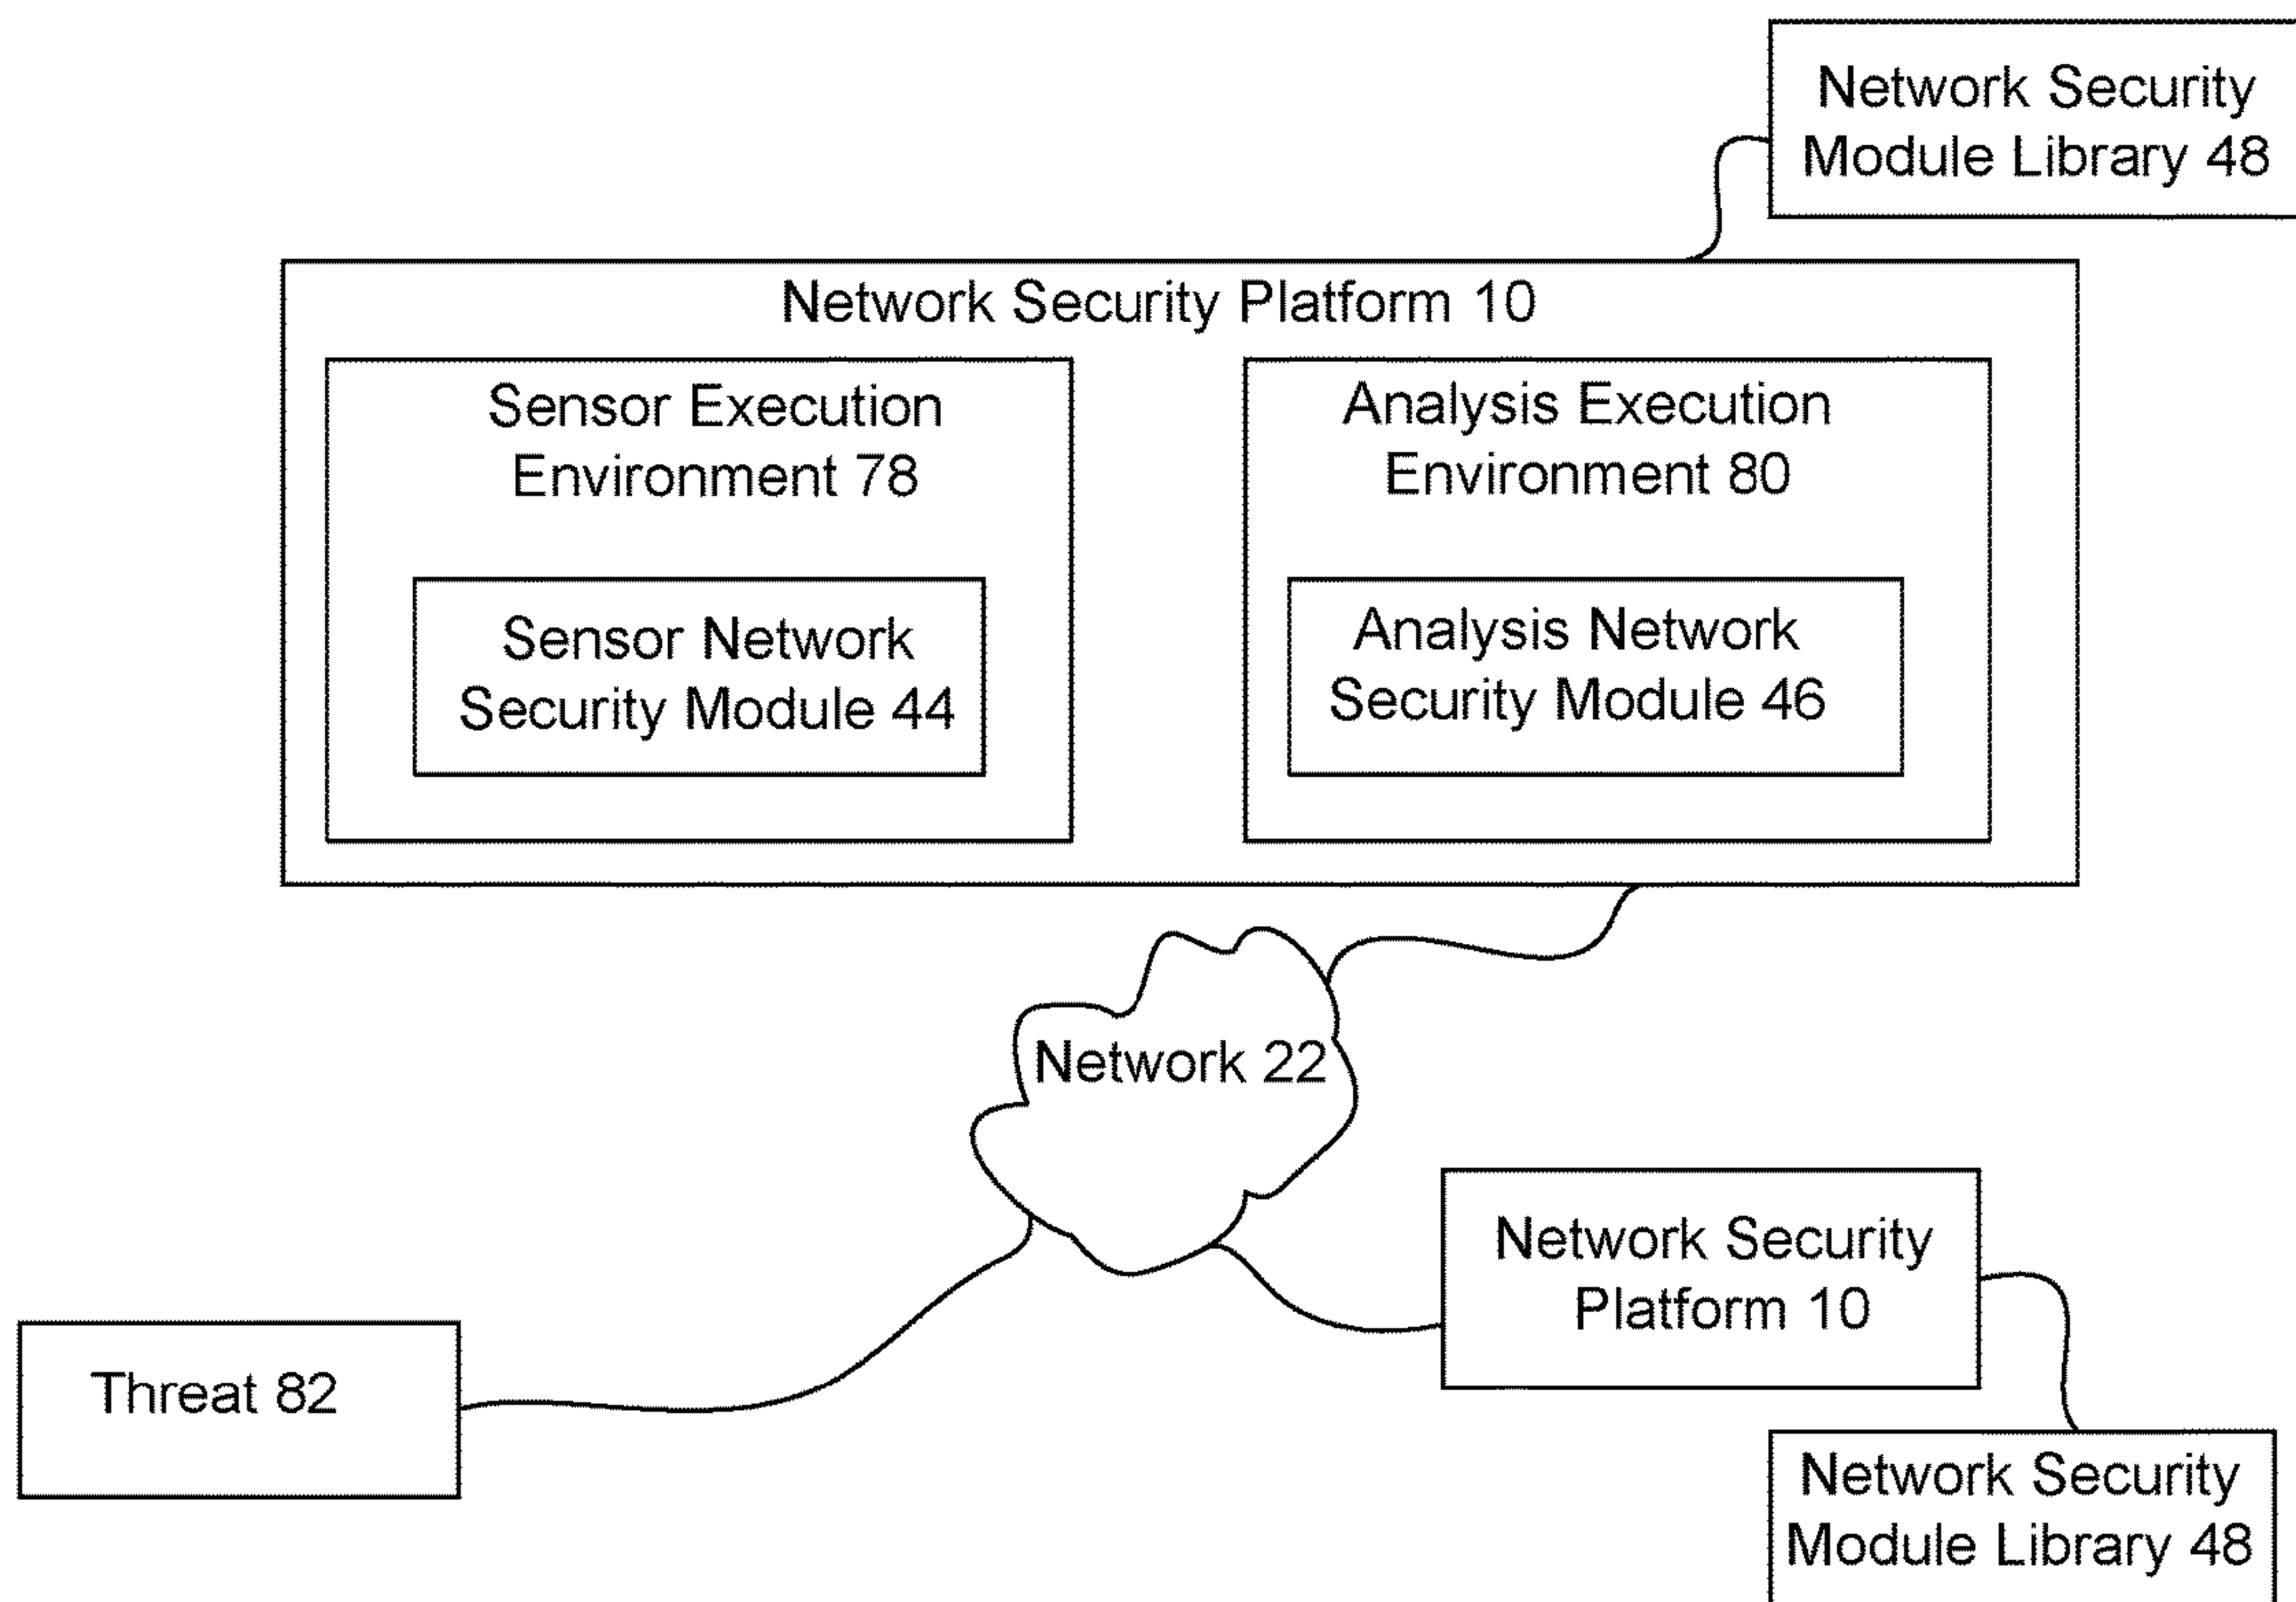 Network Security
Module Library 48
Network Security Platform 10
Sensor Execution
Environment 78
Analysis Execution
Environment 80
Sensor Network
Security Module 44
Analysis Network
Security Module 46
Network 22
Network Security
Platform 10
Threat 82
Network Security
Module Library 48